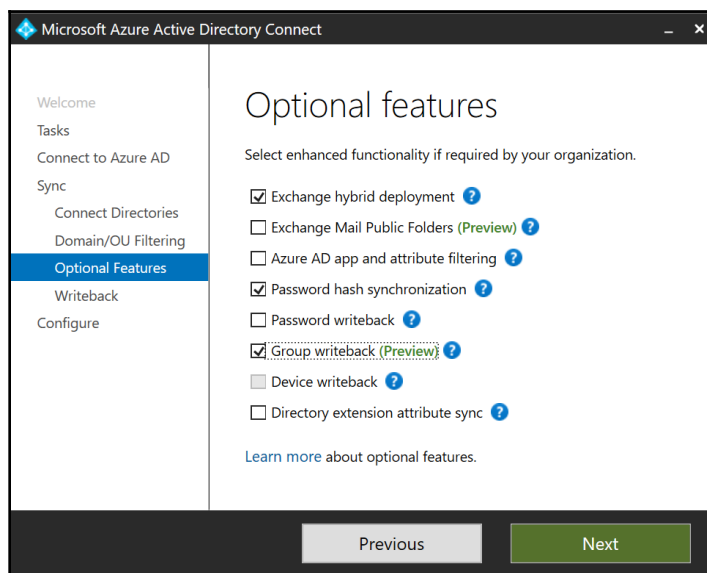 Microsoft Azure Active Directory Connect
Welcome
Tasks
Connect to Azure AD
Sync
Connect Directories
Domain/OU Filtering
Optional Features
Writeback
Configure
Optional features
Select enhanced functionality if required by your organization.
Exchange hybrid deployment ?
Exchange Mail Public Folders (Preview) ?
Azure AD app and attribute filtering ?
Password hash synchronization ?
Password writeback ?
Group writeback (Preview) ?
Device writeback ?
Directory extension attribute sync ?
Learn more about optional features.
Previous
Next